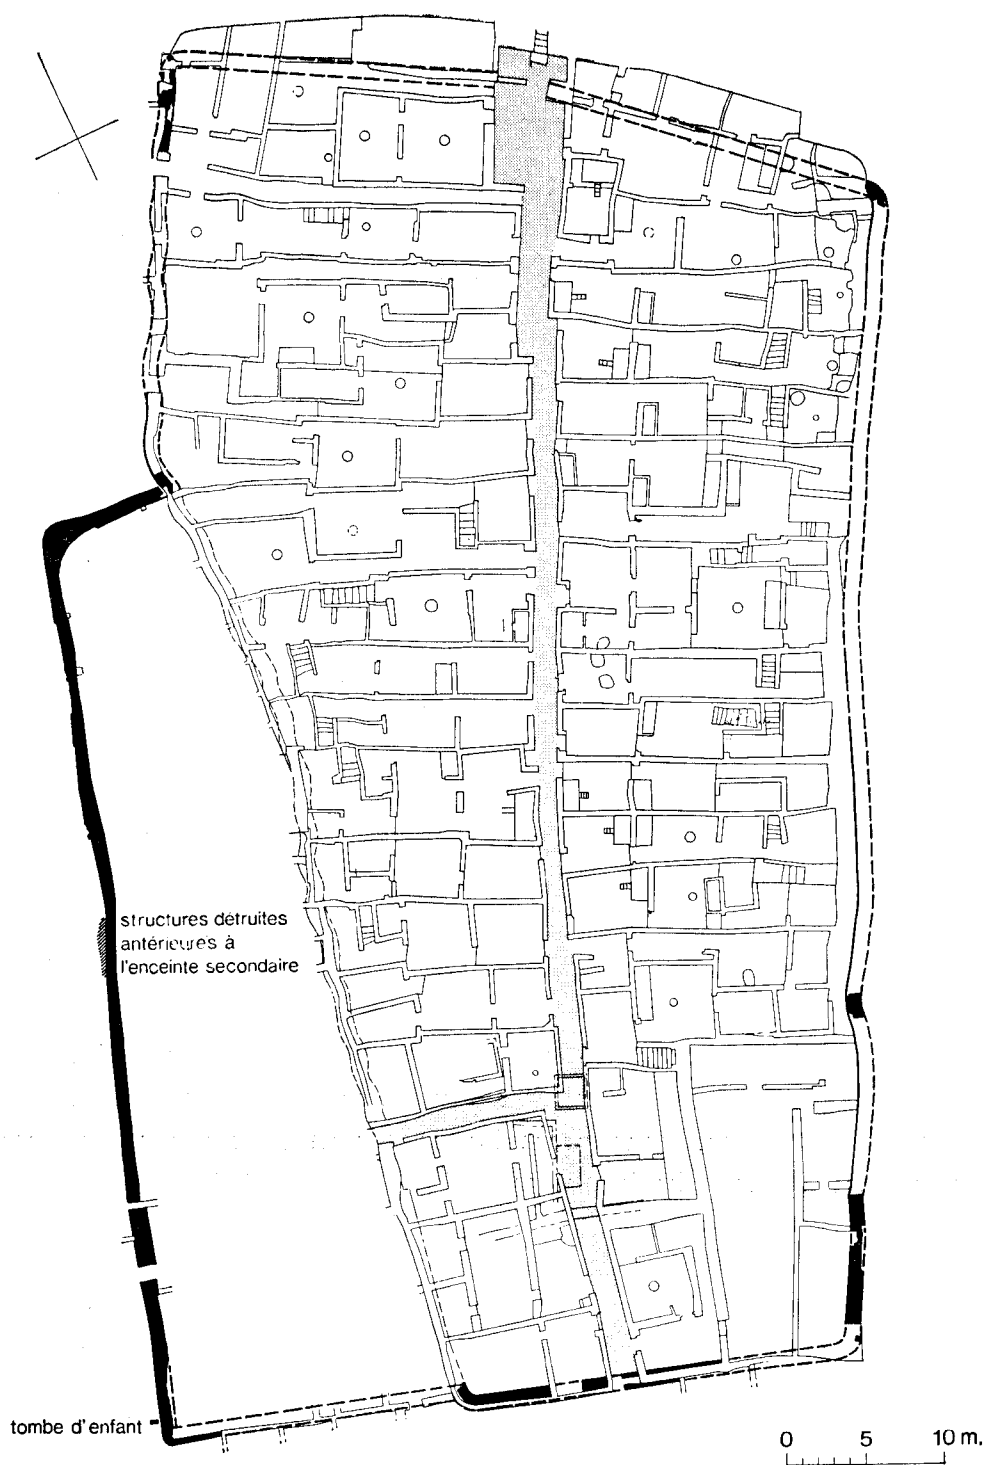 structures détruites
antérieures à
l'enceinte secondaire
tombe d'enfant
0 5 10 m.